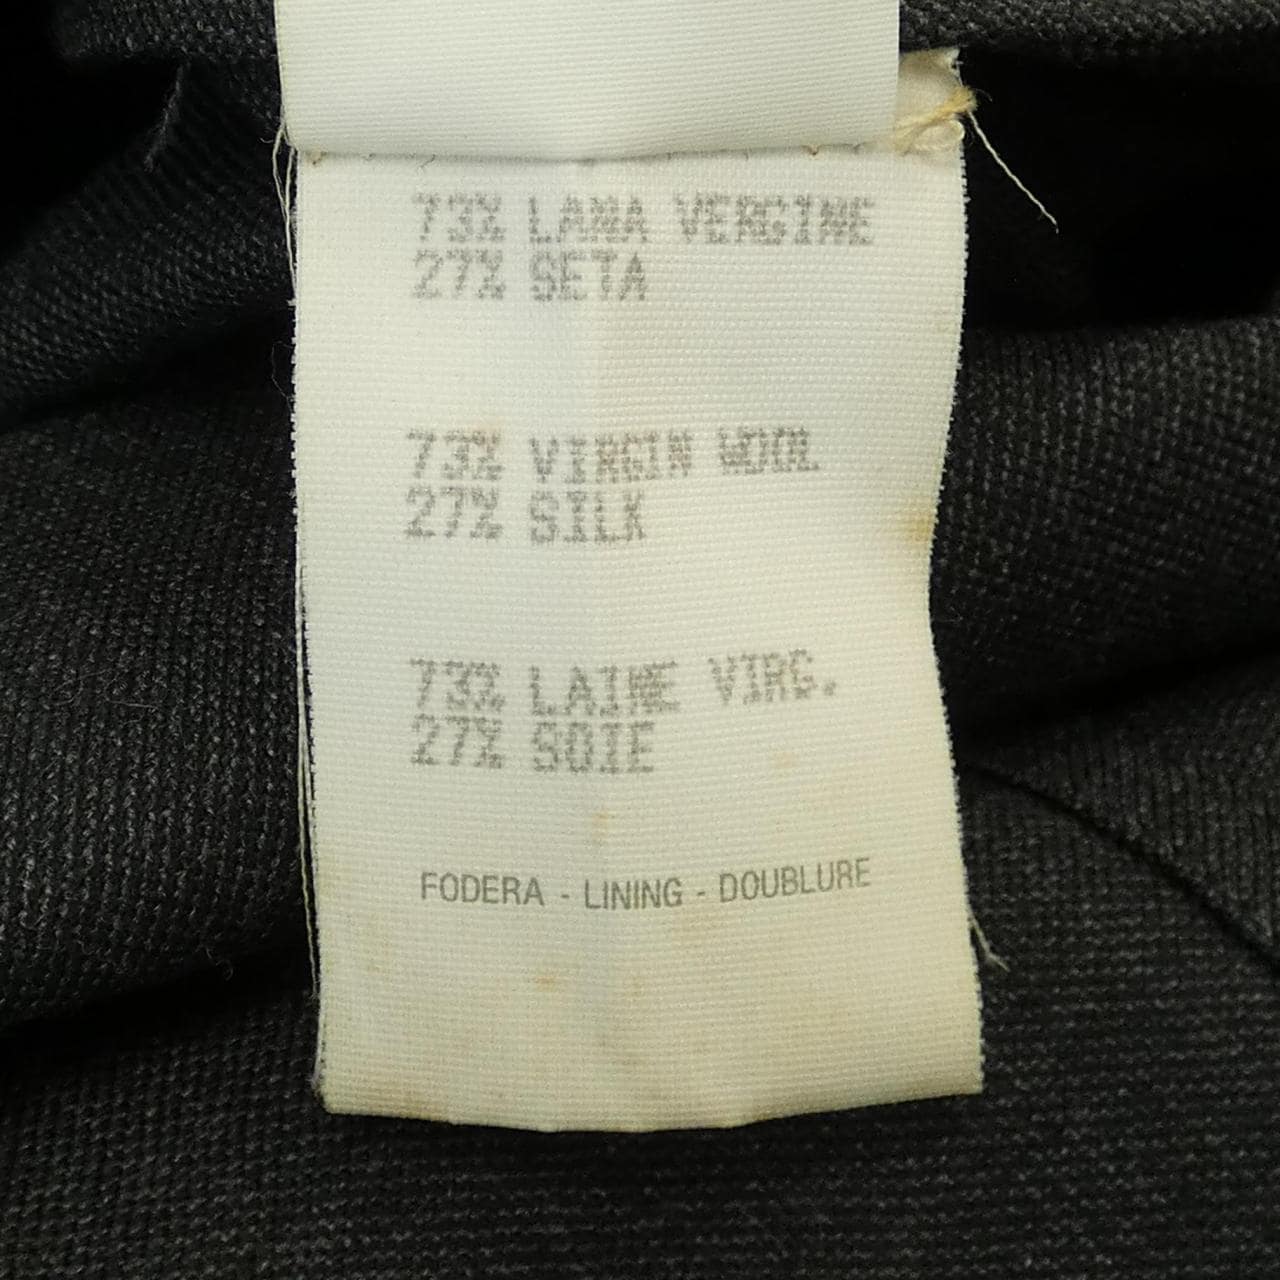 73% LANA VERGINE
27% SETA
73% VIRGIN WOOL
27% SILK
73% LAINE VIRG.
27% SOIE
FODERA - LINING - DOUBLURE